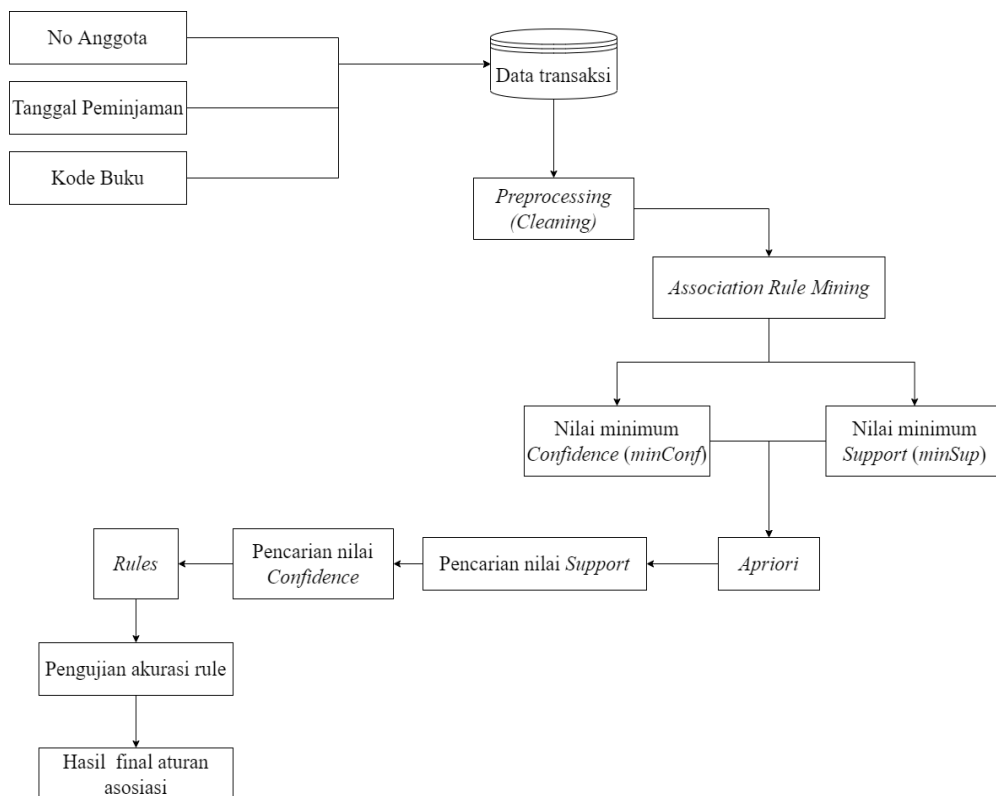 No Anggota
Tanggal Peminjaman
Kode Buku
Data transaksi
Preprocessing
(Cleaning)
Association Rule Mining
Nilai minimum
Confidence (minConf)
Nilai minimum
Support (minSup)
Apriori
Pencarian nilai Support
Pencarian nilai
Confidence
Rules
Pengujian akurasi rule
Hasil  final aturan
asosiasi